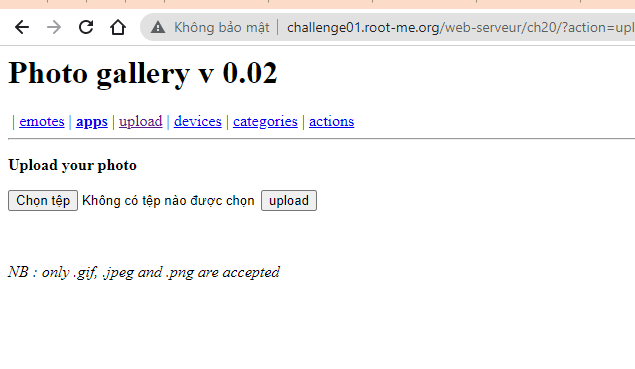 Không bảo mật | challenge01.root-me.org/web-serveur/ch20/?action=upl
Photo gallery v 0.02
| emotes | apps | upload | devices | categories | actions
Upload your photo
Chọn tệp Không có tệp nào được chọn upload
NB : only .gif, .jpeg and .png are accepted